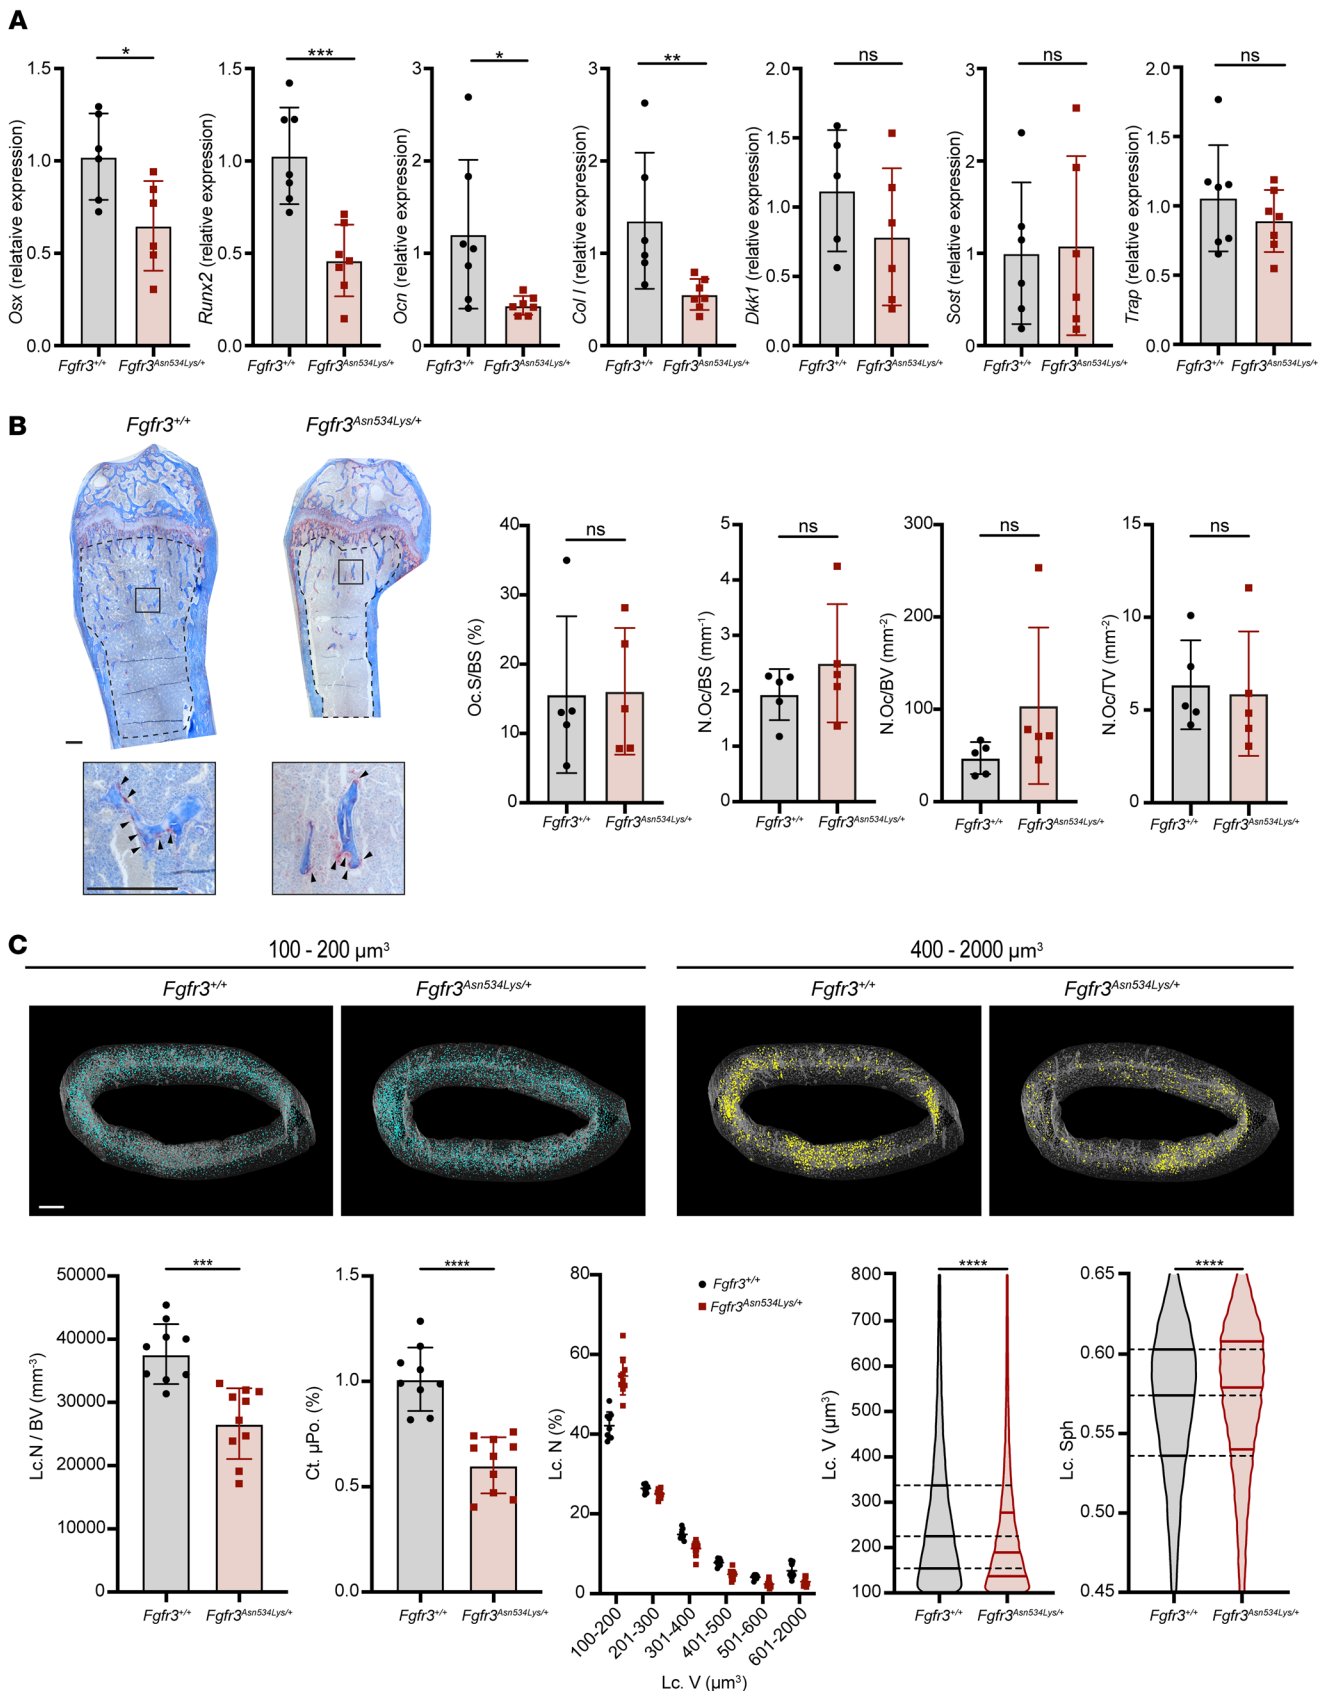 A
Osx (relataive expression)
1.5
1.0
0.5
0.0
*
Fgfr3+/+
Fgfr3Asn534Lys/+
Runx2 (relative expression)
1.5
1.0
0.5
0.0
***
Fgfr3+/+
Fgfr3Asn534Lys/+
Ocn (relative expression)
3
2
1
0
*
Fgfr3+/+
Fgfr3Asn534Lys/+
Col I (relative expression)
3
2
1
0
**
Fgfr3+/+
Fgfr3Asn534Lys/+
Dkk1 (relative expression)
2.0
1.5
1.0
0.5
0.0
ns
Fgfr3+/+
Fgfr3Asn534Lys/+
Sost (relative expression)
3
2
1
0
ns
Fgfr3+/+
Fgfr3Asn534Lys/+
Trap (relative expression)
2.0
1.5
1.0
0.5
0.0
ns
Fgfr3+/+
Fgfr3Asn534Lys/+
B
Fgfr3+/+
Fgfr3Asn534Lys/+
Oc.S/BS (%)
40
30
20
10
0
ns
Fgfr3+/+
Fgfr3Asn534Lys/+
N.Oc/BS (mm-1)
5
4
3
2
1
0
ns
Fgfr3+/+
Fgfr3Asn534Lys/+
N.Oc/BV (mm-2)
300
200
100
0
ns
Fgfr3+/+
Fgfr3Asn534Lys/+
N.Oc/TV (mm-2)
15
10
5
0
ns
Fgfr3+/+
Fgfr3Asn534Lys/+
C
100 - 200 µm3
400 - 2000 µm3
Fgfr3+/+
Fgfr3Asn534Lys/+
Fgfr3+/+
Fgfr3Asn534Lys/+
Lc.N / BV (mm-3)
50000
40000
30000
20000
10000
0
***
Fgfr3+/+
Fgfr3Asn534Lys/+
Ct. µPo. (%)
1.5
1.0
0.5
0.0
****
Fgfr3+/+
Fgfr3Asn534Lys/+
Lc. N (%)
80
60
40
20
0
Fgfr3+/+
Fgfr3Asn534Lys/+
100-200
201-300
301-400
401-500
501-600
601-2000
Lc. V (µm3)
Lc. V (µm3)
800
700
600
500
400
300
200
100
****
Fgfr3+/+
Fgfr3Asn534Lys/+
Lc. Sph
0.65
0.60
0.55
0.50
0.45
****
Fgfr3+/+
Fgfr3Asn534Lys/+